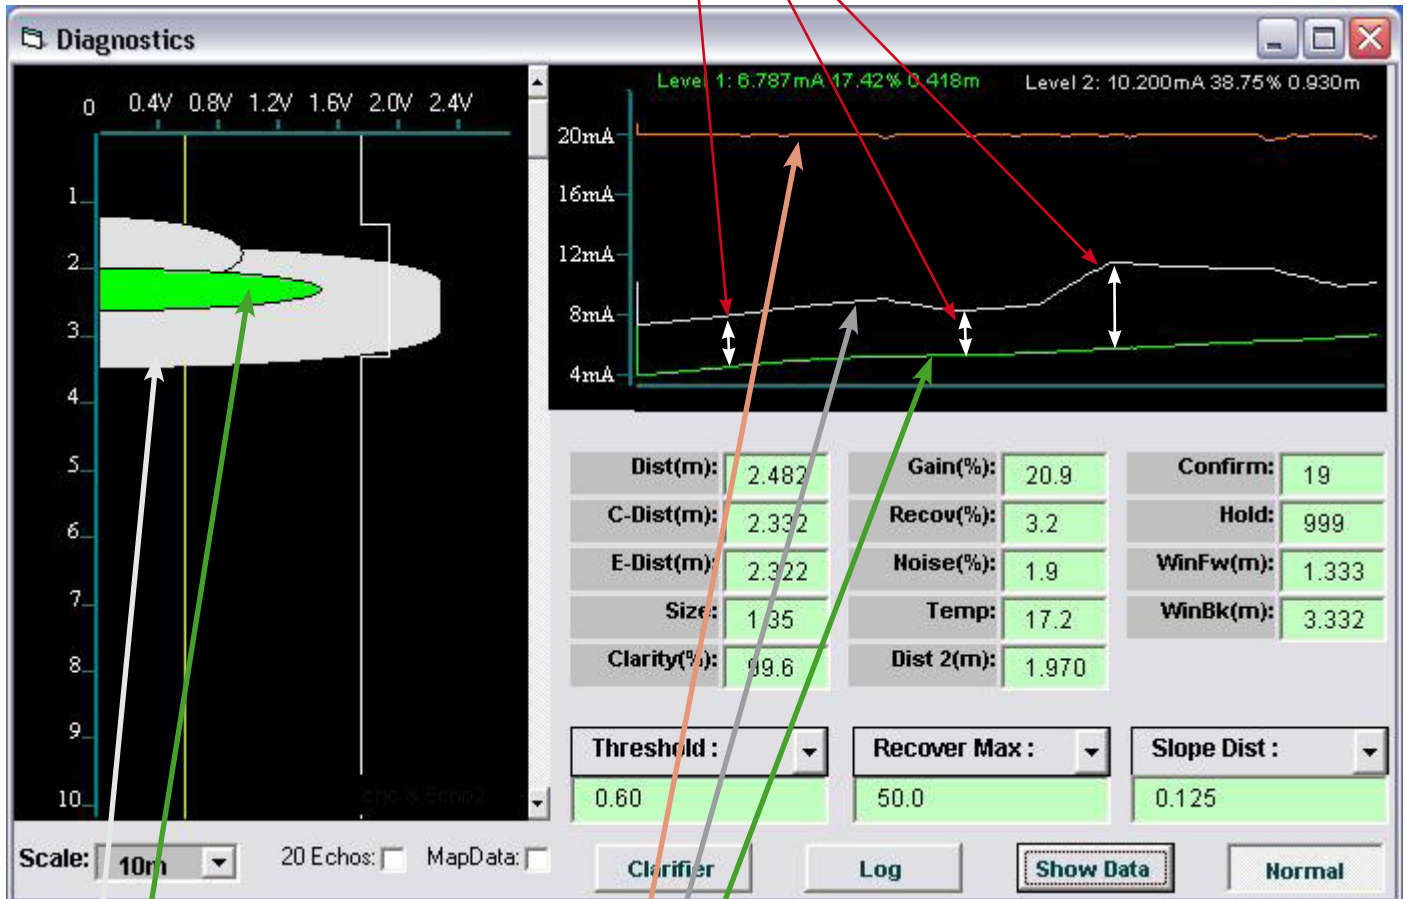 Diagnostics
0 0.4V 0.8V 1.2V 1.6V 2.0V 2.4V
1
2
3
4
5
6
7
8
9
10
Level 1: 6.787mA 17.42% 0.418m Level 2: 10.200mA 38.75% 0.930m
20mA
16mA
12mA
8mA
4mA
Dist(m): 2.482 Gain(%): 20.9 Confirm: 19
C-Dist(m): 2.332 Recov(%): 3.2 Hold: 999
E-Dist(m): 2.322 Noise(%): 1.9 WinFw(m): 1.333
Size: 1.35 Temp: 17.2 WinBk(m): 3.332
Clarity(%): 99.6 Dist 2(m): 1.970
Threshold : Recover Max : Slope Dist :
0.60 50.0 0.125
Scale: 10m 20 Echos: MapData: Clarifier Log Show Data Normal